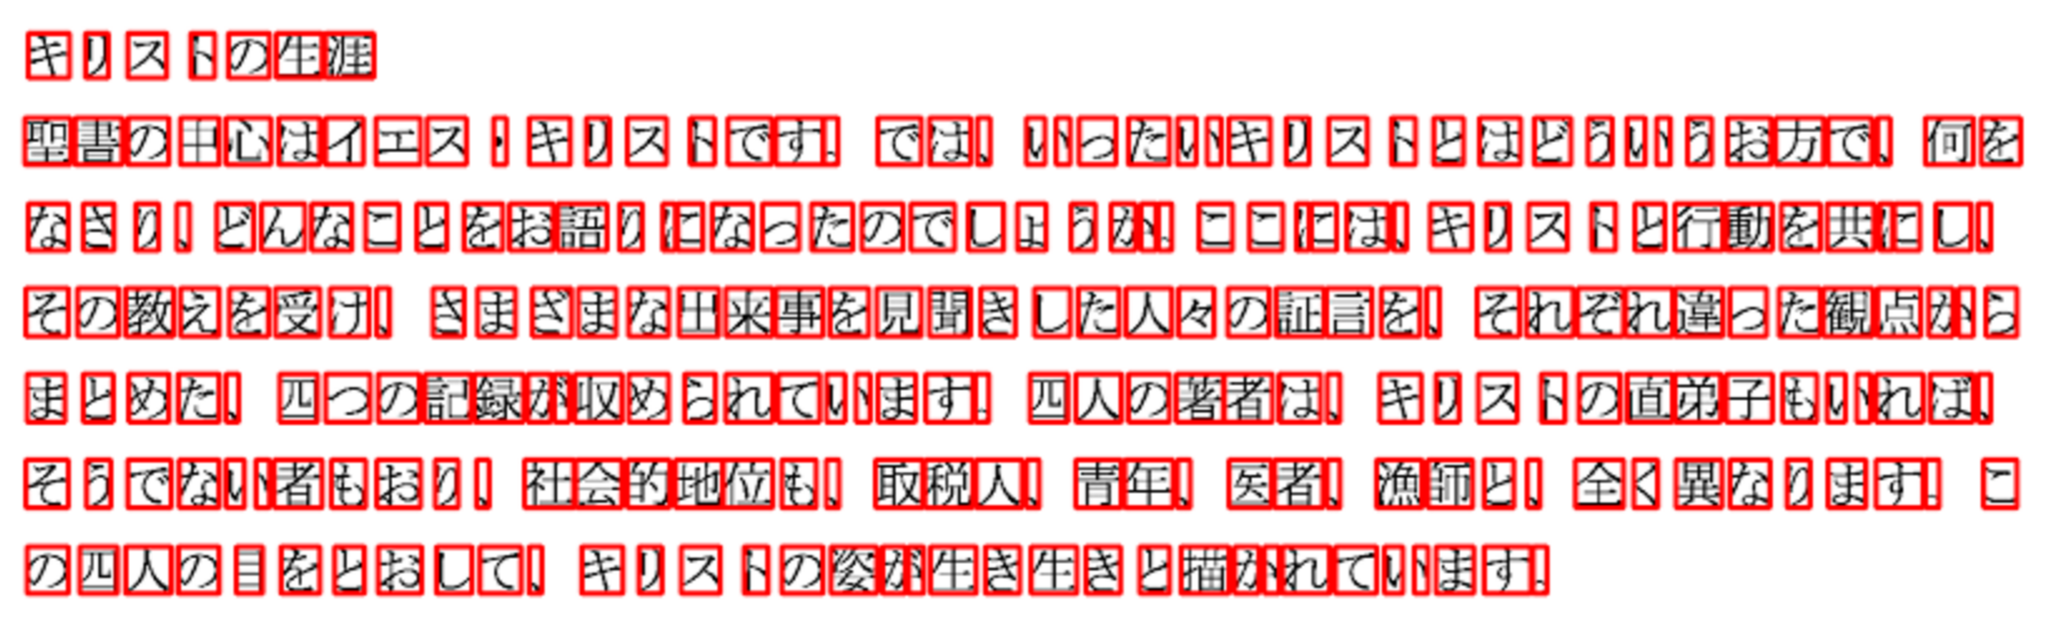 キリストの生涯
聖書の中心はイエス・キリストです。では、いったいキリストとはどういうお方で、何を
なさり、どんなことをお語りになったのでしょうか。ここには、キリストと行動を共にし、
その教えを受け、さまざまな出来事を見聞きした人々の証言を、それぞれ違った観点から
まとめた、四つの記録が収められています。四人の著者は、キリストの直弟子もいれば、
そうでない者もおり、社会的地位も、取税人、青年、医者、漁師と、全く異なります。こ
の四人の目をとおして、キリストの姿が生き生きと描かれています。